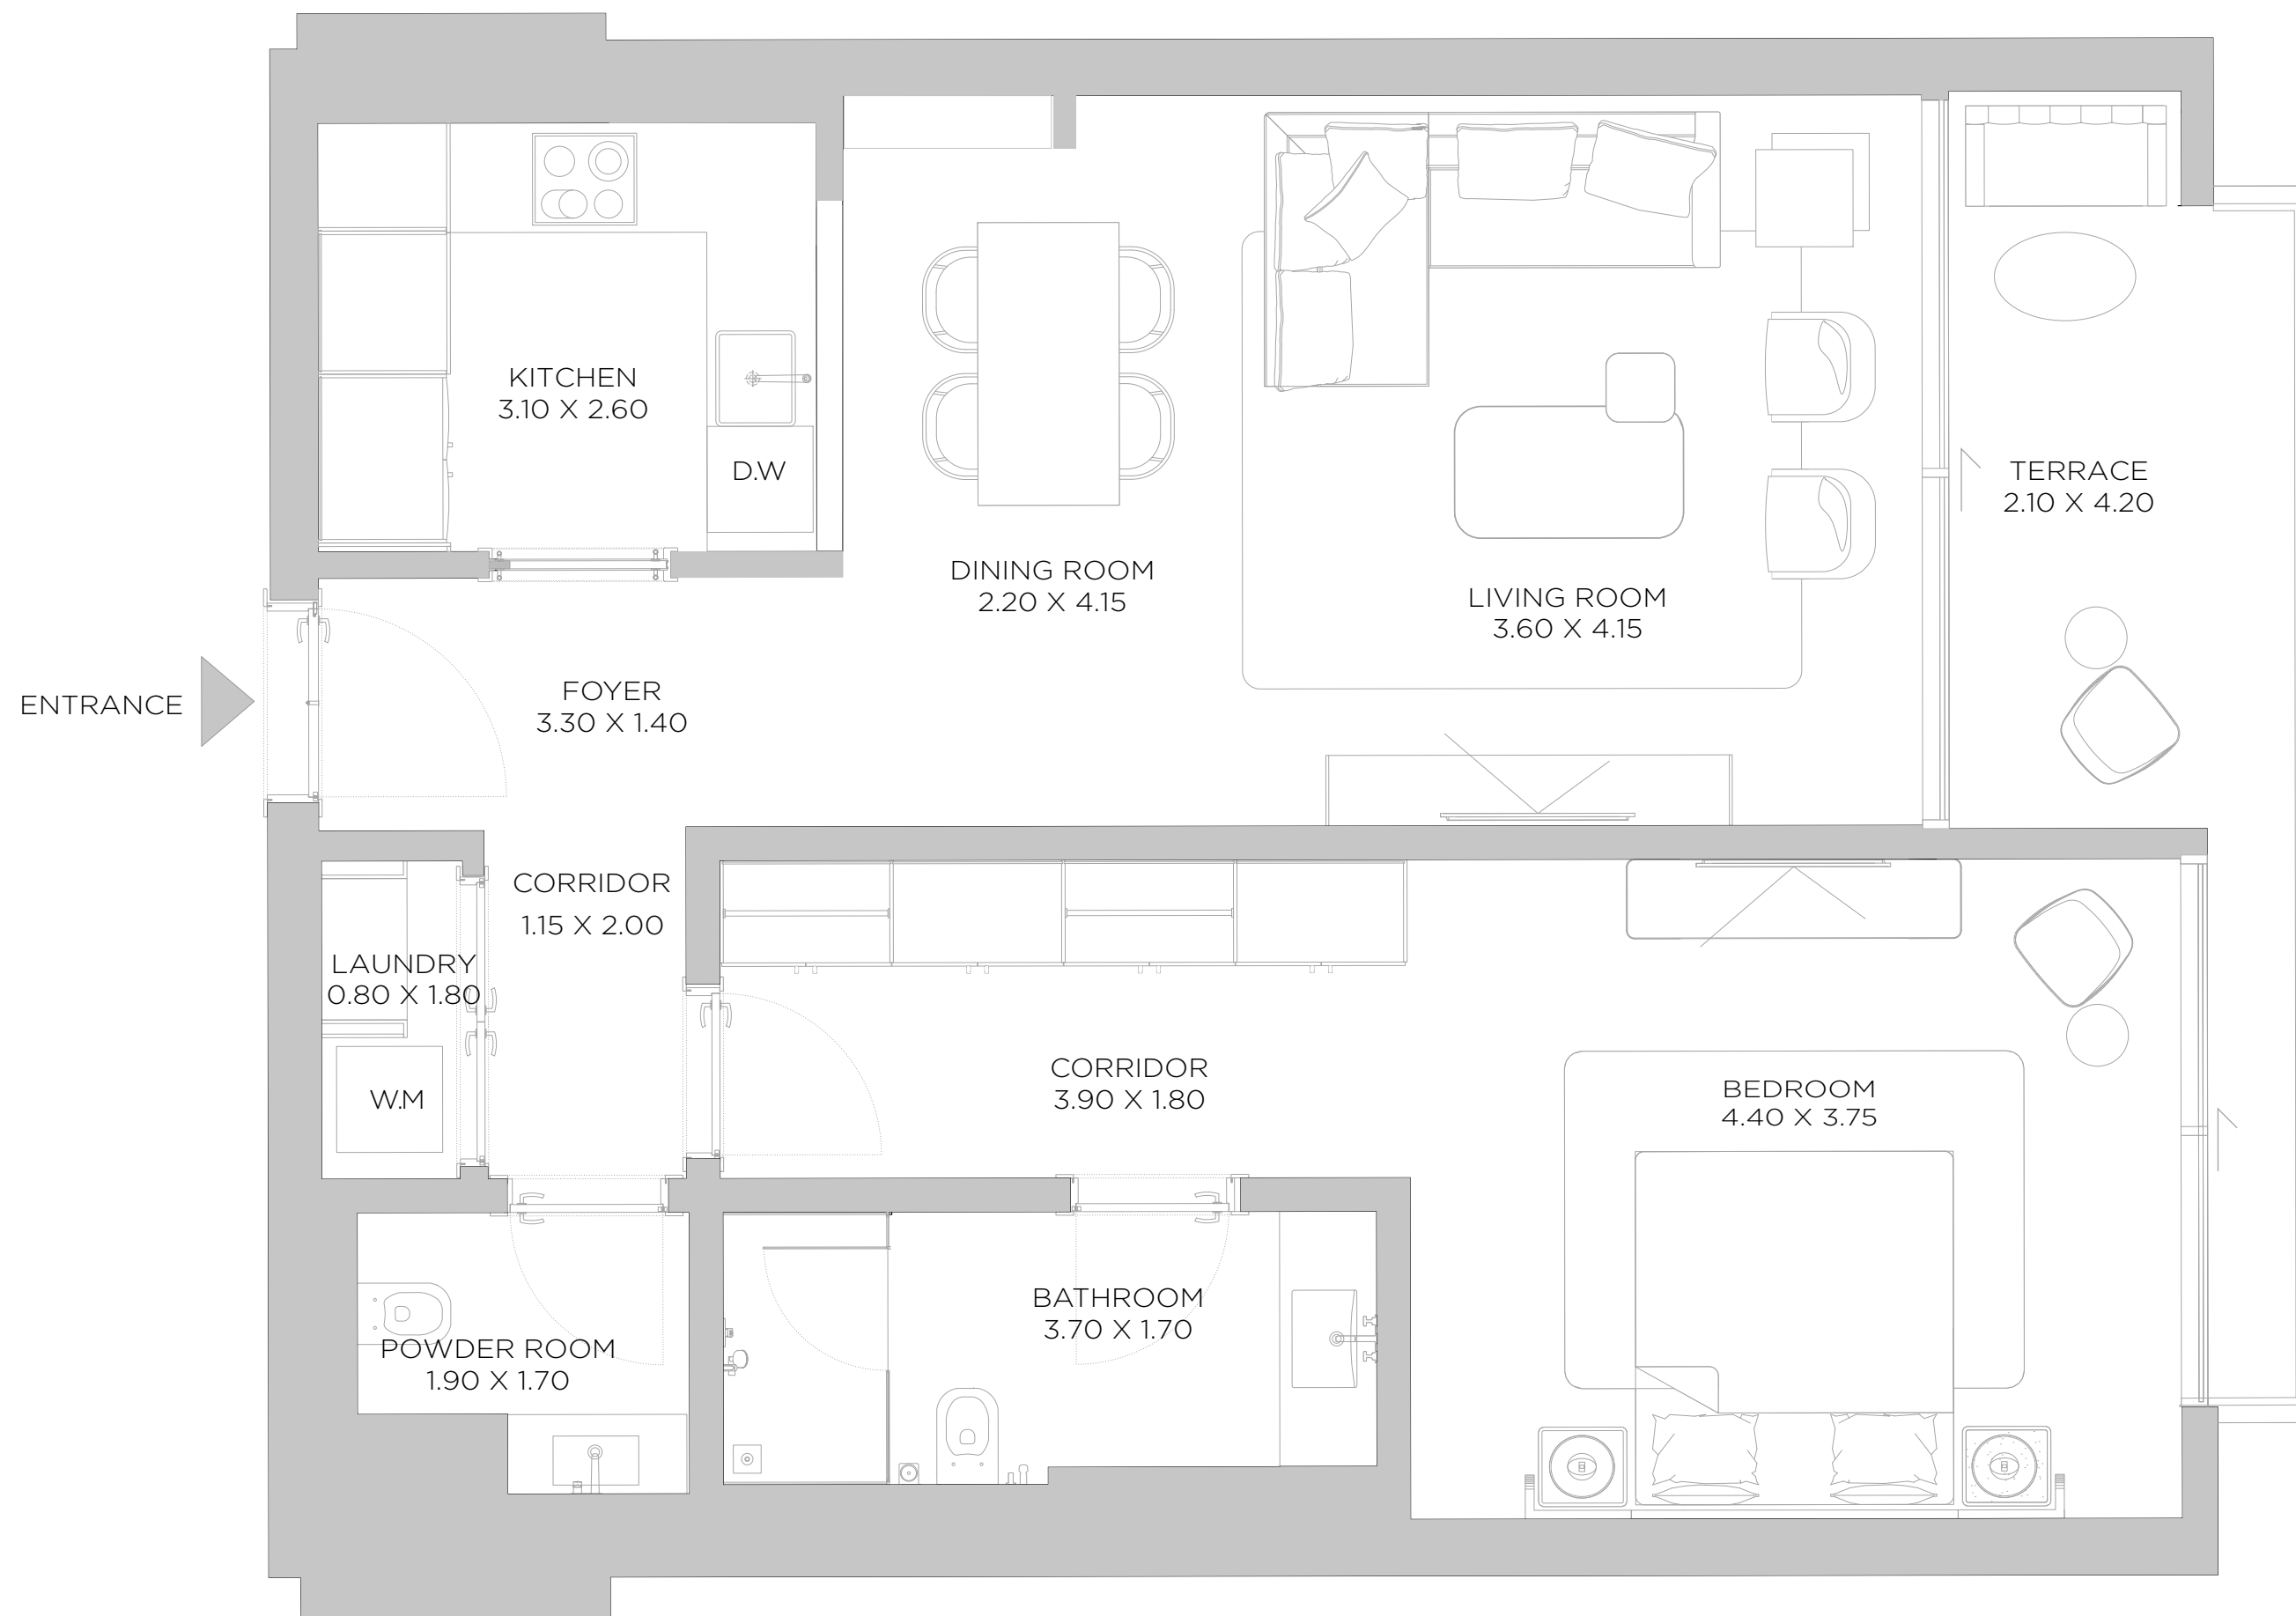 KITCHEN
3.10 X 2.60
D.W
TERRACE
2.10 X 4.20
DINING ROOM
2.20 X 4.15
LIVING ROOM
3.60 X 4.15
ENTRANCE
FOYER
3.30 X 1.40
CORRIDOR
1.15 X 2.00
LAUNDRY
0.80 X 1.80
W.M
CORRIDOR
3.90 X 1.80
BEDROOM
4.40 X 3.75
BATHROOM
3.70 X 1.70
POWDER ROOM
1.90 X 1.70